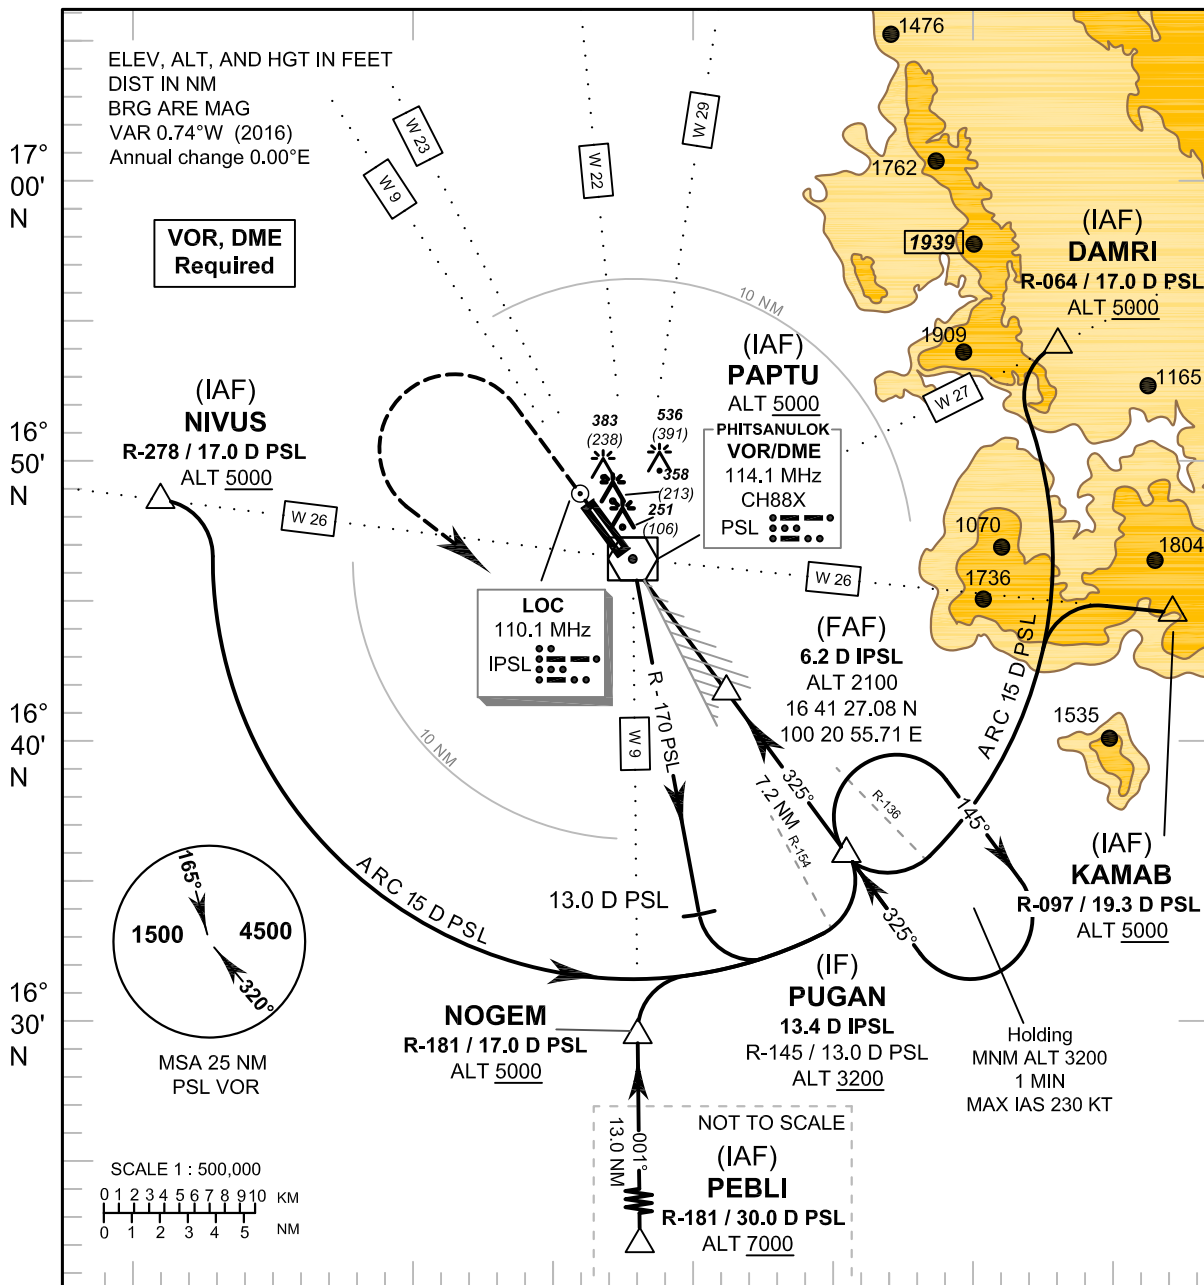 ELEV, ALT, AND HGT IN FEET
DIST IN NM
BRG ARE MAG
VAR 0.74°W (2016)
Annual change 0.00°E
VOR, DME
Required
17°
00'
N
16°
50'
N
16°
40'
N
16°
30'
N
W 9
W 23
W 22
W 29
1476
1762
1939
1909
1165
(IAF)
DAMRI
R-064 / 17.0 D PSL
ALT 5000
10 NM
W 27
(IAF)
PAPTU
ALT 5000
PHITSANULOK
VOR/DME
114.1 MHz
CH88X
PSL
(IAF)
NIVUS
R-278 / 17.0 D PSL
ALT 5000
W 26
383
(238)
536
(391)
358
(213)
251
(106)
LOC
110.1 MHz
IPSL
W 26
1070
1736
1804
1535
(FAF)
6.2 D IPSL
ALT 2100
16 41 27.08 N
100 20 55.71 E
ARC 15 D PSL
R - 170 PSL
W 9
10 NM
325°
7.2 NM
R-154
R-136
145°
325°
(IAF)
KAMAB
R-097 / 19.3 D PSL
ALT 5000
13.0 D PSL
ARC 15 D PSL
165°
1500
4500
320°
MSA 25 NM
PSL VOR
NOGEM
R-181 / 17.0 D PSL
ALT 5000
(IF)
PUGAN
13.4 D IPSL
R-145 / 13.0 D PSL
ALT 3200
Holding
MNM ALT 3200
1 MIN
MAX IAS 230 KT
NOT TO SCALE
001°
13.0 NM
(IAF)
PEBLI
R-181 / 30.0 D PSL
ALT 7000
SCALE 1 : 500,000
0 1 2 3 4 5 6 7 8 9 10 KM
0 1 2 3 4 5 NM